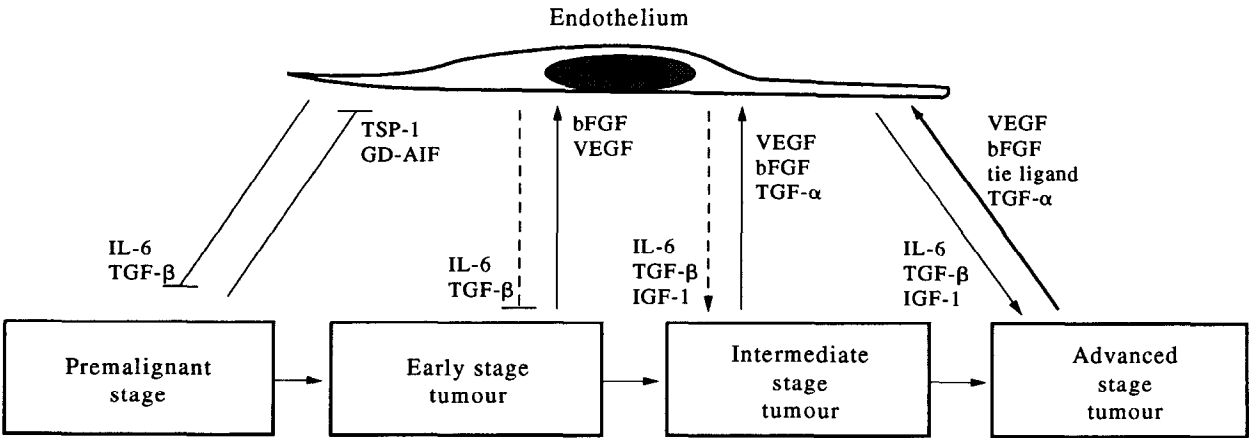 Endothelium
TSP-1
GD-AIF
IL-6
TGF-β
bFGF
VEGF
IL-6
TGF-β
VEGF
bFGF
TGF-α
IL-6
TGF-β
IGF-1
VEGF
bFGF
tie ligand
TGF-α
IL-6
TGF-β
IGF-1
Premalignant
stage
Early stage
tumour
Intermediate
stage
tumour
Advanced
stage
tumour